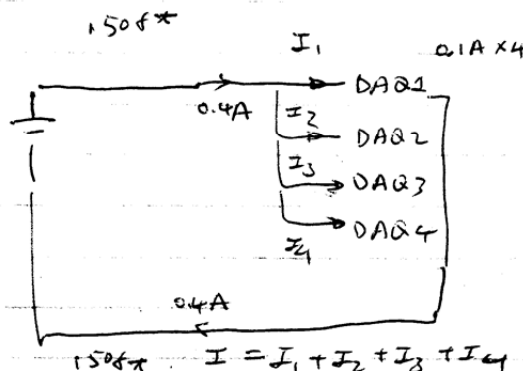 150ft
I1 0.1A x4
DAQ1
0.4A
I2
DAQ2
I3
DAQ3
DAQ4
I4
0.4A
150ft I = I1 + I2 + I3 + I4